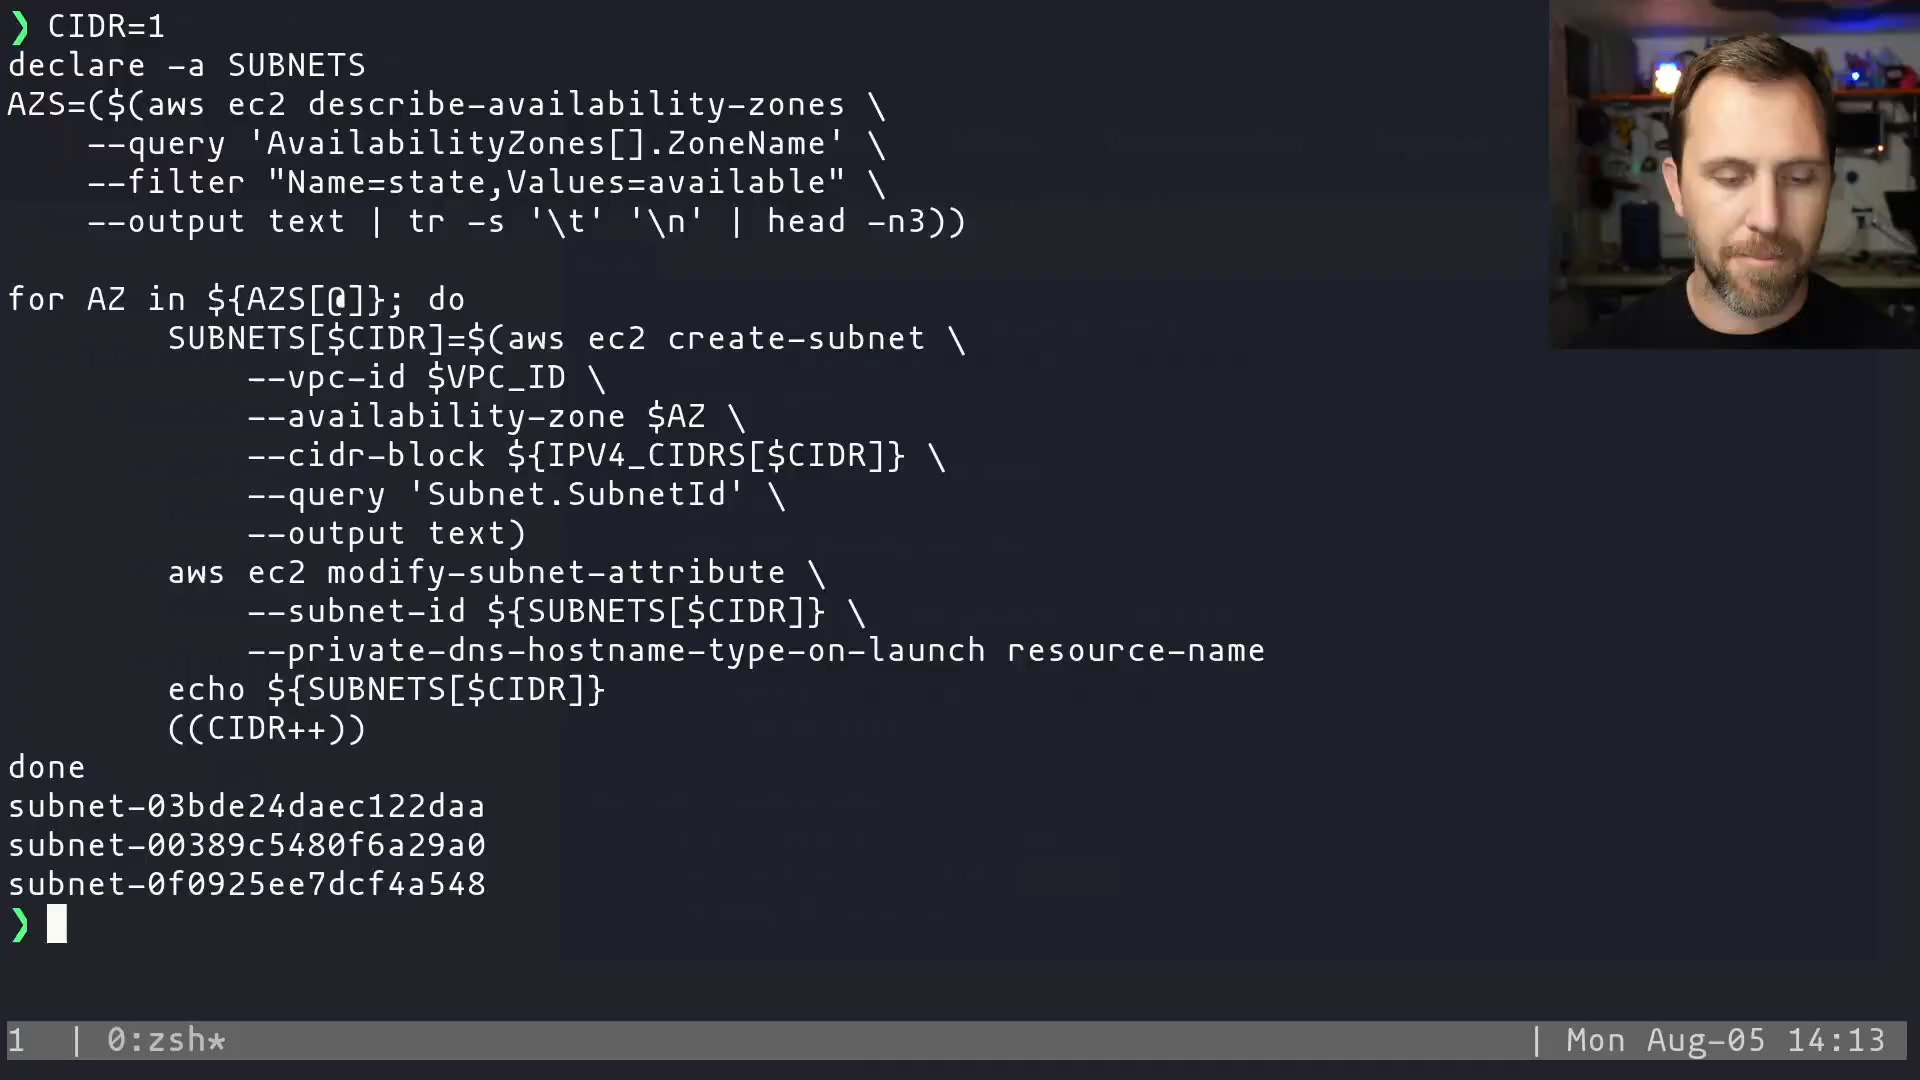 ❯ CIDR=1
declare -a SUBNETS
AZS=($(aws ec2 describe-availability-zones \
    --query 'AvailabilityZones[].ZoneName' \
    --filter "Name=state,Values=available" \
    --output text | tr -s '\t' '\n' | head -n3))

for AZ in ${AZS[@]}; do
        SUBNETS[$CIDR]=$(aws ec2 create-subnet \
            --vpc-id $VPC_ID \
            --availability-zone $AZ \
            --cidr-block ${IPV4_CIDRS[$CIDR]} \
            --query 'Subnet.SubnetId' \
            --output text)
        aws ec2 modify-subnet-attribute \
            --subnet-id ${SUBNETS[$CIDR]} \
            --private-dns-hostname-type-on-launch resource-name
        echo ${SUBNETS[$CIDR]}
        ((CIDR++))
done
subnet-03bde24daec122daa
subnet-00389c5480f6a29a0
subnet-0f0925ee7dcf4a548
❯
1 | 0:zsh* | Mon Aug-05 14:13